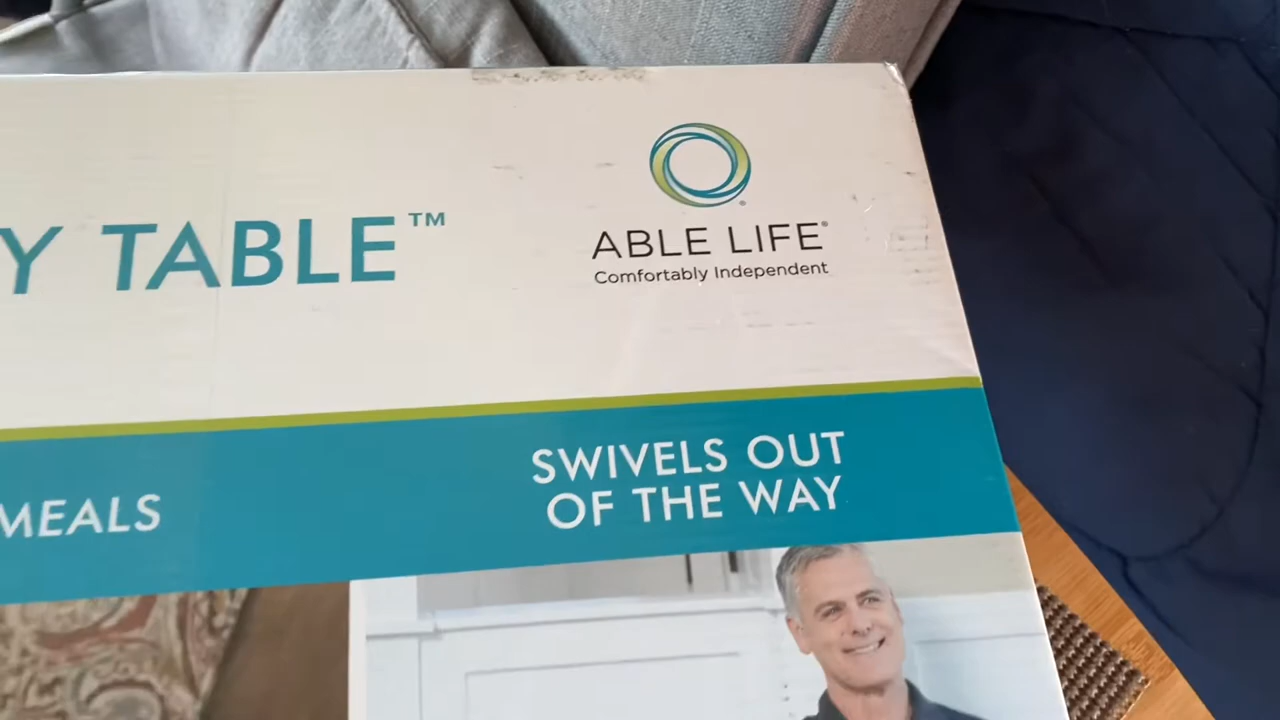 ABLE LIFE®
Comfortably Independent
Y TABLE™
MEALS
SWIVELS OUT
OF THE WAY